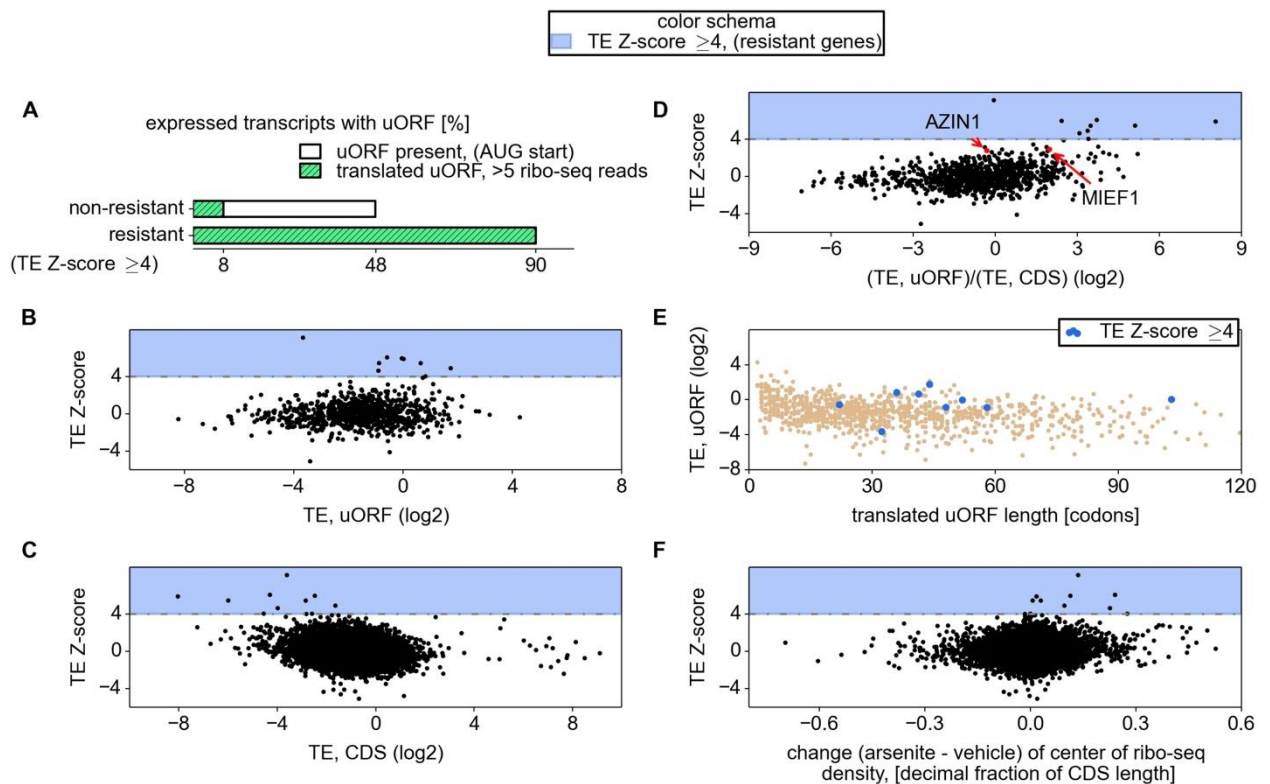 color schema
TE Z-score ≥4, (resistant genes)
A
expressed transcripts with uORF [%]
uORF present, (AUG start)
translated uORF, >5 ribo-seq reads
non-resistant
resistant
(TE Z-score ≥4)
8 48 90
B
TE Z-score
4
0
−4
−8 −4 0 4 8
TE, uORF (log2)
C
TE Z-score
4
0
−4
−8 −4 0 4 8
TE, CDS (log2)
D
TE Z-score
4
0
−4
AZIN1
MIEF1
−9 −6 −3 0 3 6 9
(TE, uORF)/(TE, CDS) (log2)
E
TE Z-score ≥4
TE, uORF (log2)
8
4
0
−4
−8
0 30 60 90 120
translated uORF length [codons]
F
TE Z-score
4
0
−4
−0.6 −0.3 0.0 0.3 0.6
change (arsenite - vehicle) of center of ribo-seq
density, [decimal fraction of CDS length]